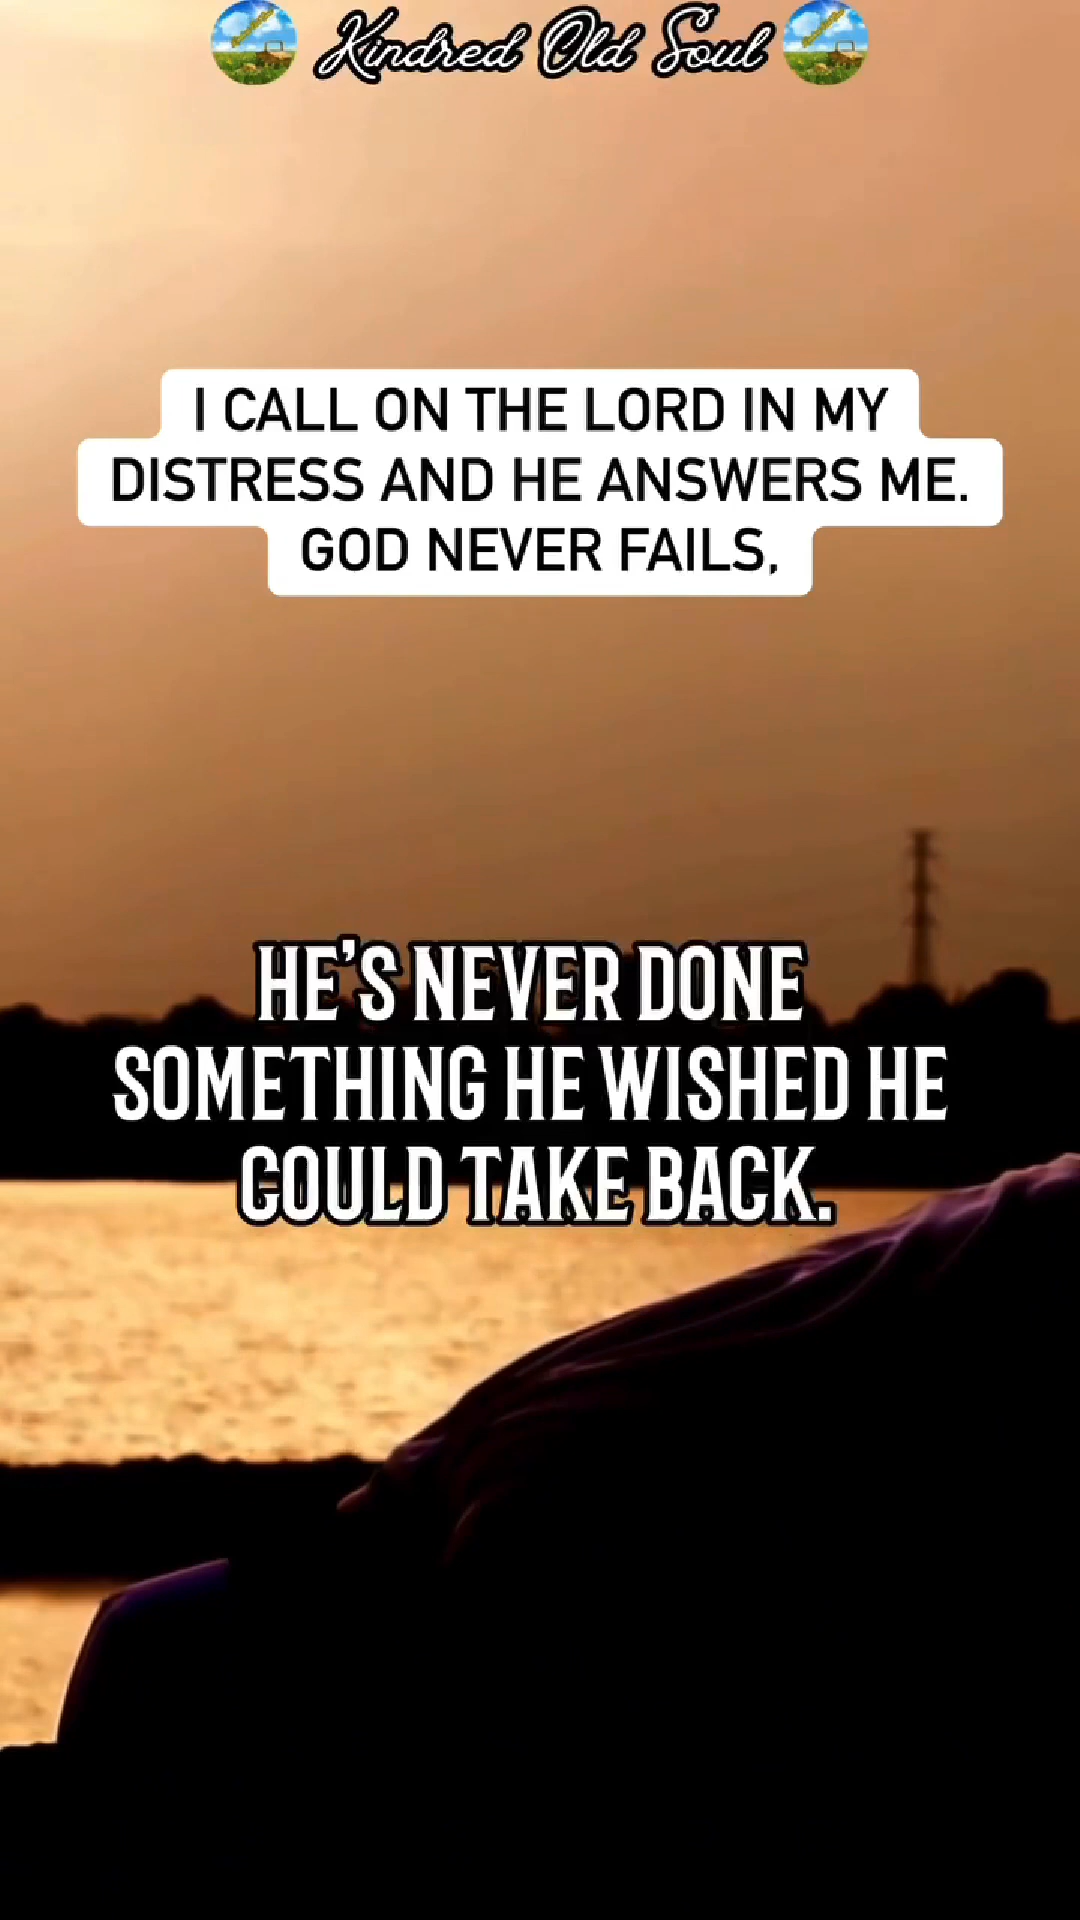 Kindred Old Soul
I CALL ON THE LORD IN MY
DISTRESS AND HE ANSWERS ME.
GOD NEVER FAILS,
HE'S NEVER DONE
SOMETHING HE WISHED HE
COULD TAKE BACK.